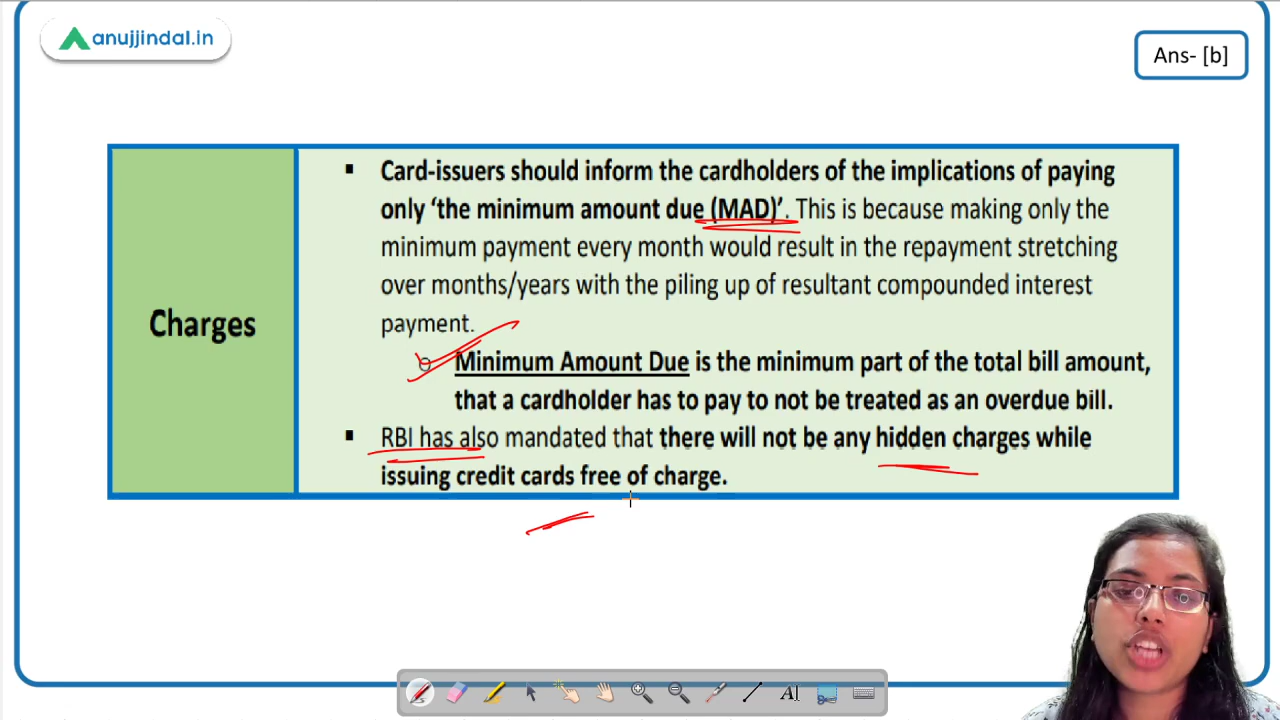 anujjindal.in
Ans- [b]
Charges
▪ Card-issuers should inform the cardholders of the implications of paying
only ‘the minimum amount due (MAD)’. This is because making only the
minimum payment every month would result in the repayment stretching
over months/years with the piling up of resultant compounded interest
payment.
o Minimum Amount Due is the minimum part of the total bill amount,
that a cardholder has to pay to not be treated as an overdue bill.
▪ RBI has also mandated that there will not be any hidden charges while
issuing credit cards free of charge.